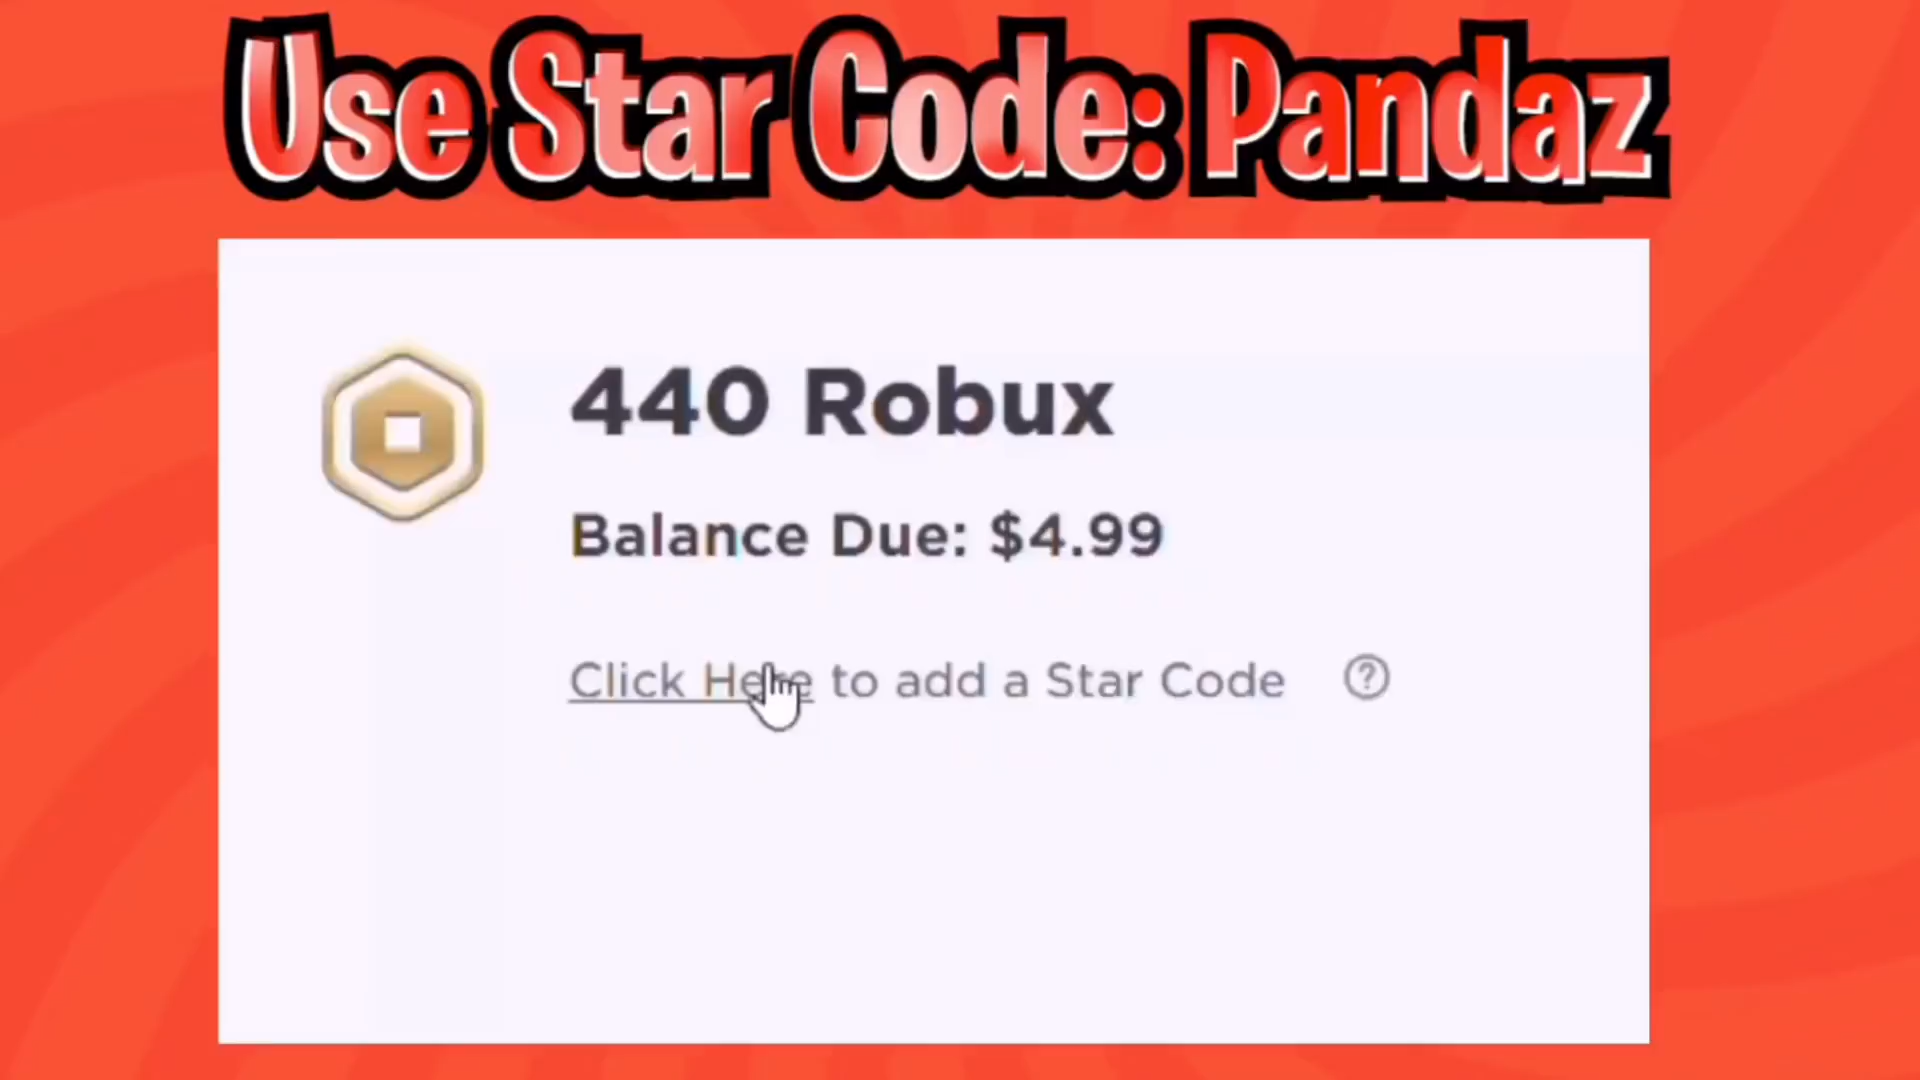 Use Star Code: Pandaz
440 Robux
Balance Due: $4.99
Click Here to add a Star Code ?